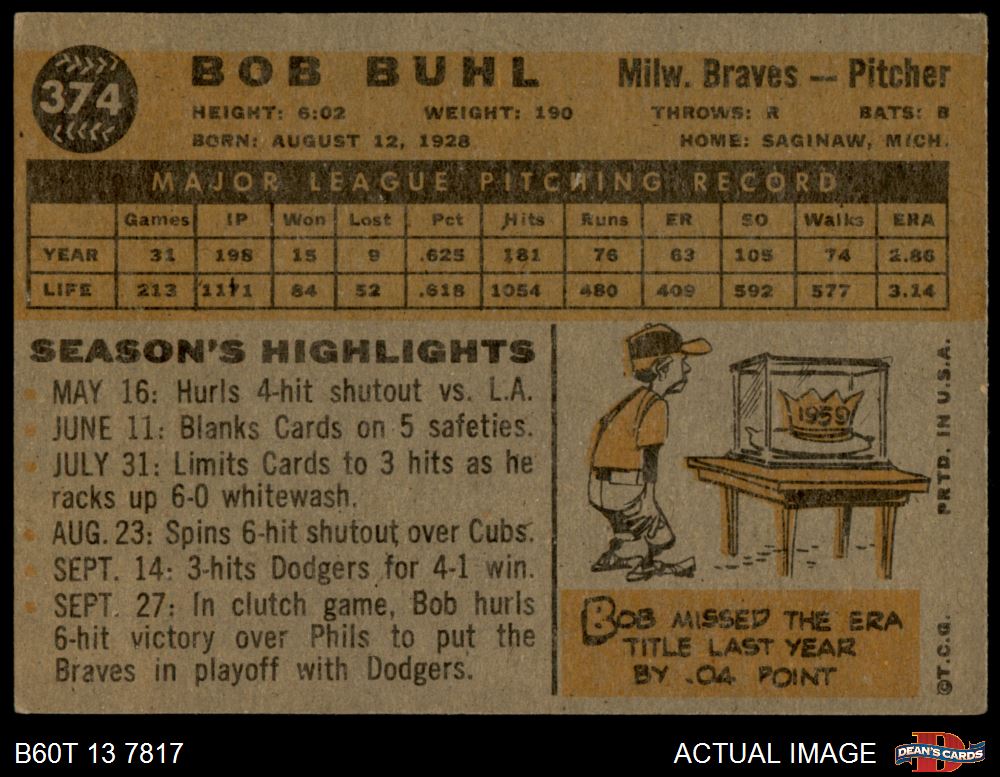 374
BOB BUHL
Milw. Braves — Pitcher
HEIGHT: 6:02 WEIGHT: 190 THROWS: R BATS: B
BORN: AUGUST 12, 1928 HOME: SAGINAW, MICH.
MAJOR LEAGUE PITCHING RECORD
Games IP Won Lost Pct Hits Runs ER SO Walks ERA
YEAR 31 198 15 9 .625 181 76 63 105 74 2.86
LIFE 213 1171 84 52 .618 1054 480 409 592 577 3.14
SEASON'S HIGHLIGHTS
MAY 16: Hurls 4-hit shutout vs. L.A.
JUNE 11: Blanks Cards on 5 safeties.
JULY 31: Limits Cards to 3 hits as he
racks up 6-0 whitewash.
AUG. 23: Spins 6-hit shutout over Cubs.
SEPT. 14: 3-hits Dodgers for 4-1 win.
SEPT. 27: In clutch game, Bob hurls
6-hit victory over Phils to put the
Braves in playoff with Dodgers.
1959
BOB MISSED THE ERA
TITLE LAST YEAR
BY .04 POINT
PRTD. IN U.S.A.
©T.C.G.
B60T 13 7817
ACTUAL IMAGE
D
DEAN'S CARDS